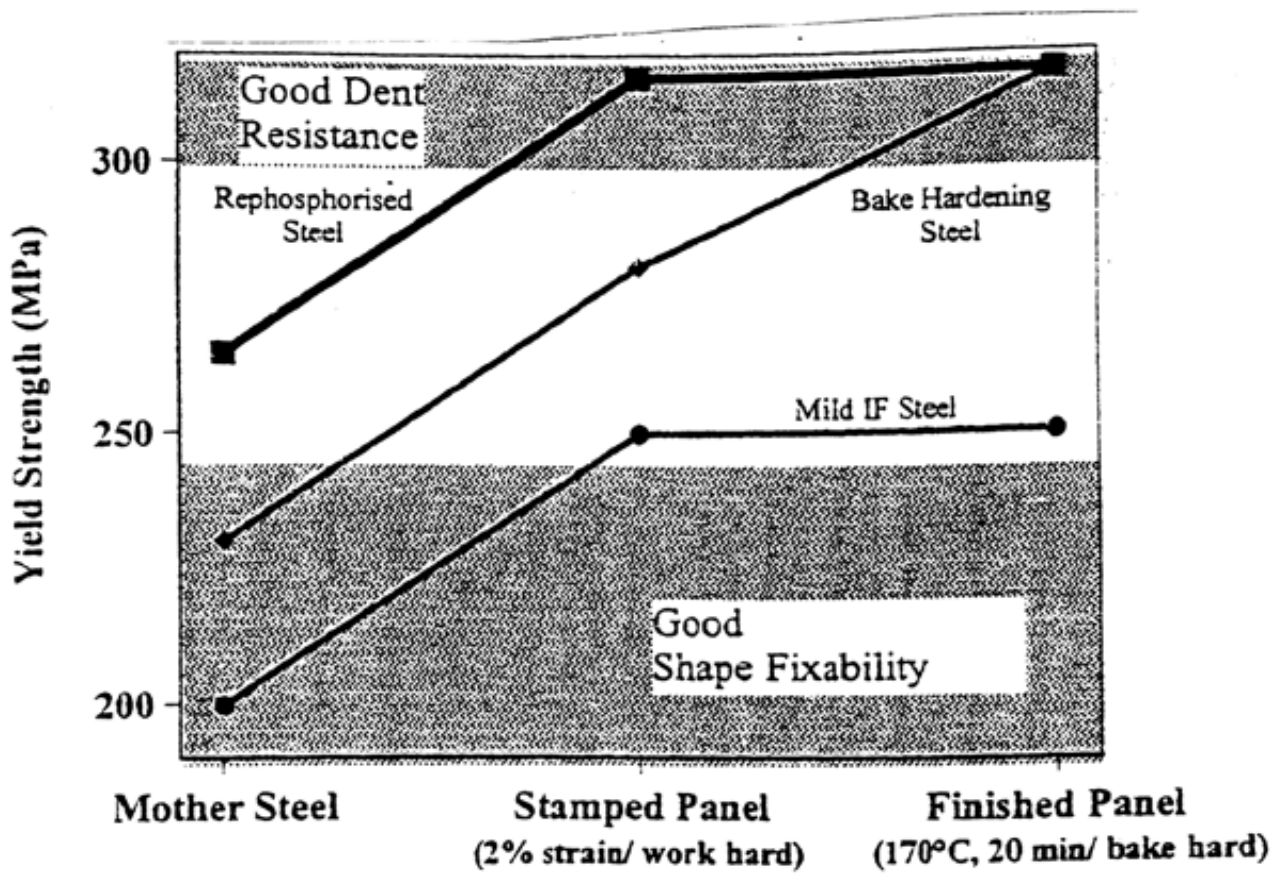 Good Dent
Resistance
300
Rephosphorised
Steel
Bake Hardening
Steel
Yield Strength (MPa)
250
Mild IF Steel
Good
Shape Fixability
200
Mother Steel
Stamped Panel
Finished Panel
(2% strain/ work hard)
(170°C, 20 min/ bake hard)